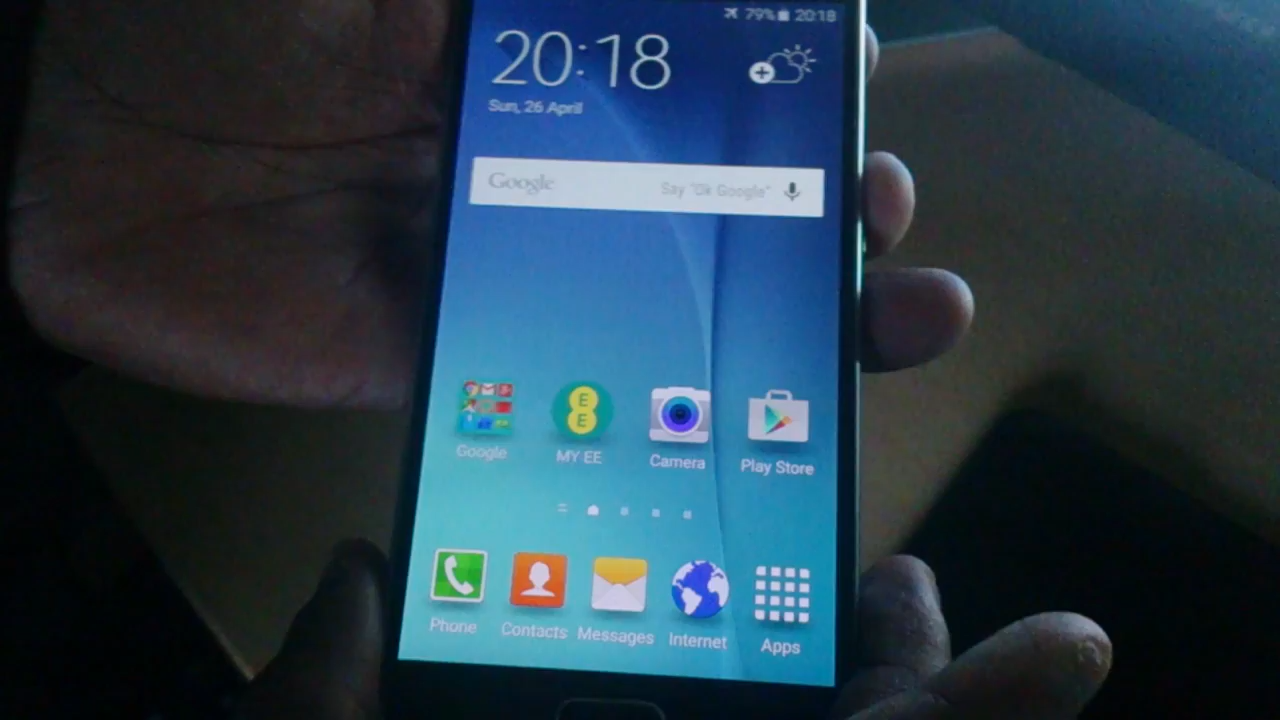 79% 20:18
20:18
Sun, 26 April
Google Say "Ok Google"
E
E
Google MY EE Camera Play Store
Phone Contacts Messages Internet Apps